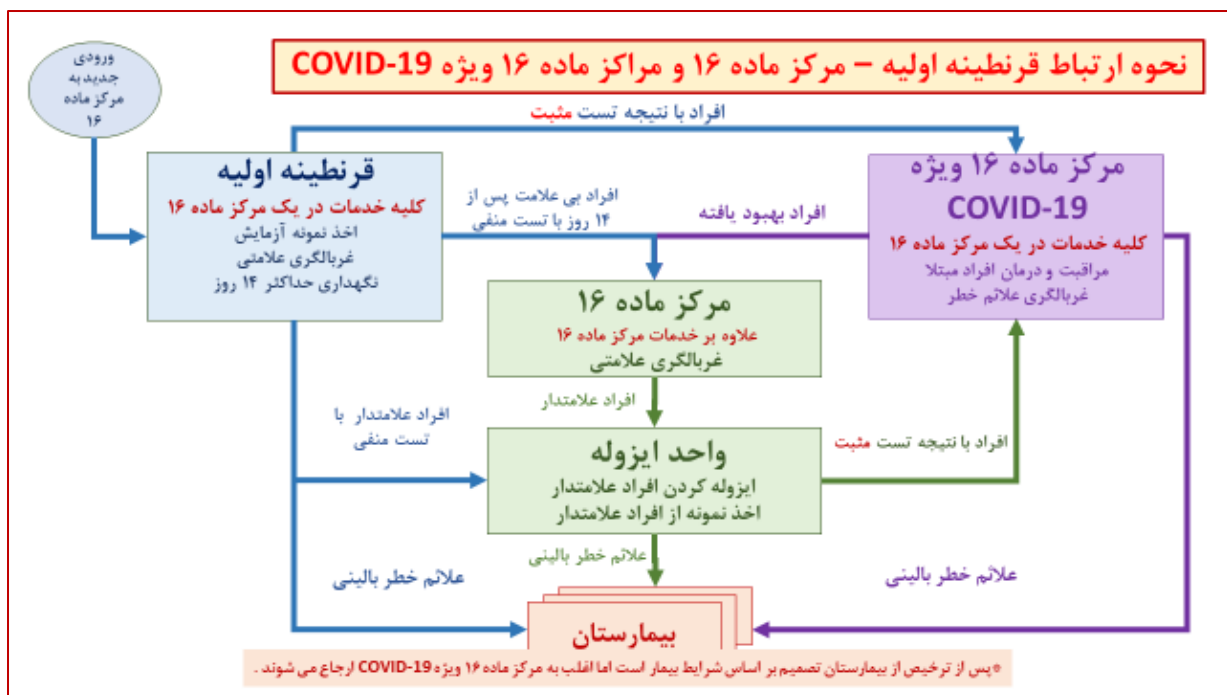 نحوه ارتباط قرنطینه اولیه – مرکز ماده ۱۶ و مراکز ماده ۱۶ ویژه COVID-19
ورودی
جدید به
مرکز ماده
۱۶
افراد با نتیجه تست مثبت
قرنطینه اولیه
کلیه خدمات در یک مرکز ماده ۱۶
اخذ نمونه آزمایش
غربالگری علامتی
نگهداری حداکثر ۱۴ روز
افراد بی علامت پس از
۱۴ روز با تست منفی
افراد بهبود یافته
مرکز ماده ۱۶ ویژه
COVID-19
کلیه خدمات در یک مرکز ماده ۱۶
مراقبت و درمان افراد مبتلا
غربالگری علائم خطر
مرکز ماده ۱۶
علاوه بر خدمات مرکز ماده ۱۶
غربالگری علامتی
افراد علامتدار
افراد علامتدار با
تست منفی
واحد ایزوله
ایزوله کردن افراد علامتدار
اخذ نمونه از افراد علامتدار
افراد با نتیجه تست مثبت
علائم خطر بالینی
علائم خطر بالینی
علائم خطر بالینی
بیمارستان
*پس از ترخیص از بیمارستان تصمیم بر اساس شرایط بیمار است اما اغلب به مرکز ماده ۱۶ ویژه COVID-19 ارجاع می شوند .